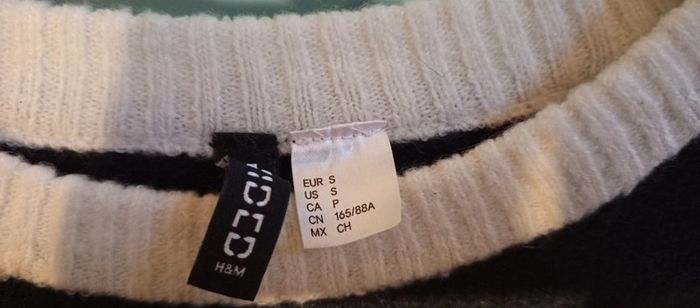 H&M
EUR S
US S
CA P
CN 165/88A
MX CH